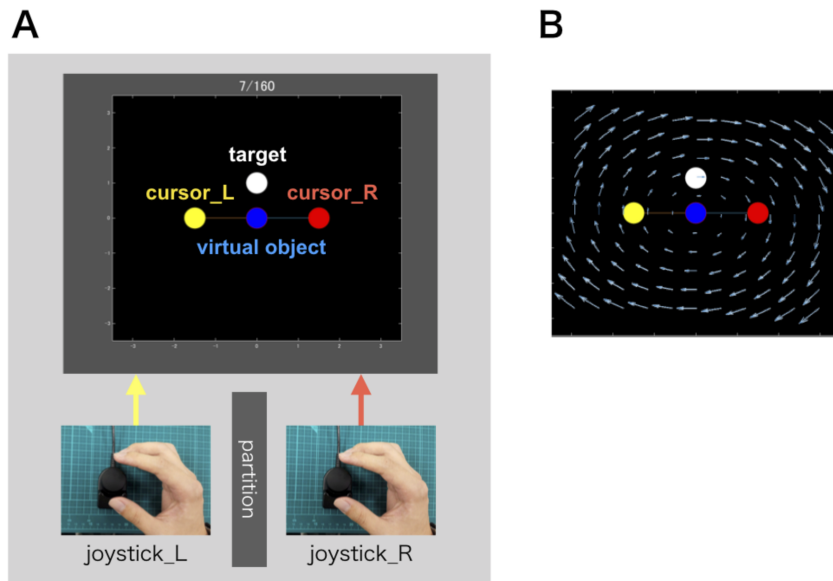 A
B
7/160
target
cursor_L
cursor_R
virtual object
partition
joystick_L
joystick_R